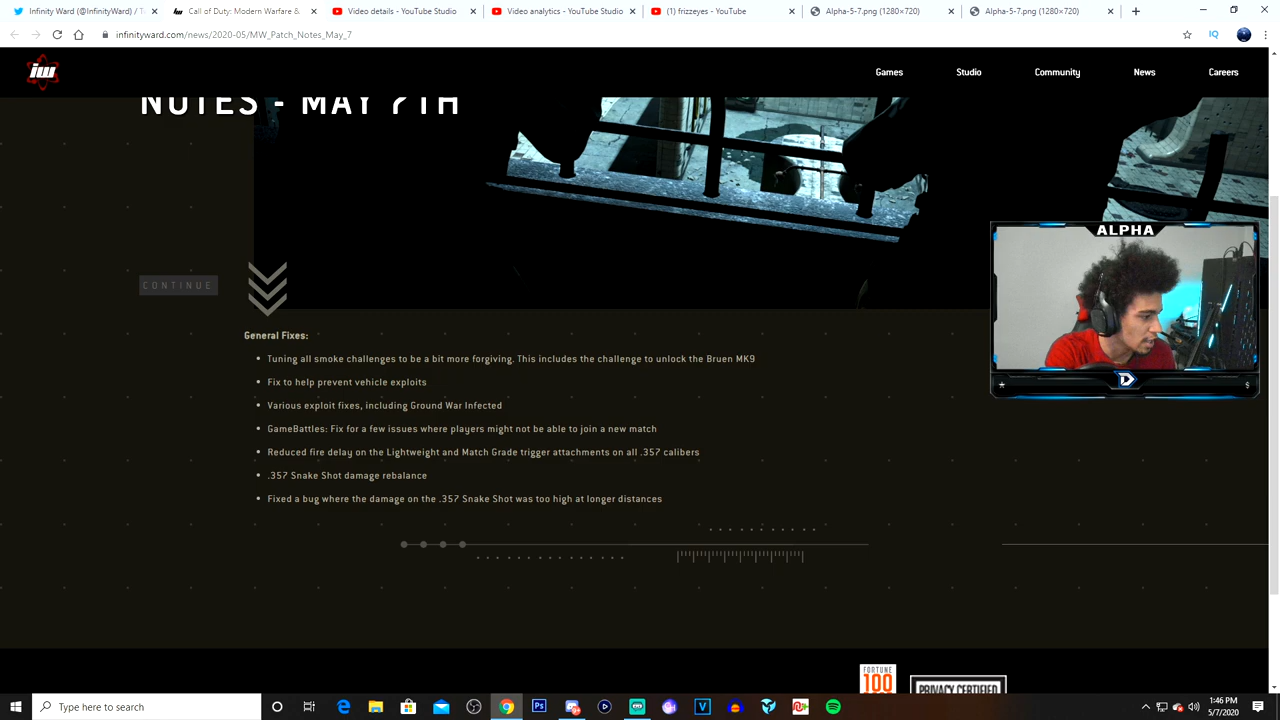 Infinity Ward (@InfinityWard) / T
Call of Duty: Modern Warfare &
Video details - YouTube Studio
Video analytics - YouTube Studio
(1) frizzeyes - YouTube
Alpha-5-7.png (1280×720)
Alpha-5-7.png (1280×720)
infinityward.com/news/2020-05/MW_Patch_Notes_May_7
IQ
iw
Games
Studio
Community
News
Careers
NOTES - MAY 7TH
ALPHA
CONTINUE
General Fixes:
Tuning all smoke challenges to be a bit more forgiving. This includes the challenge to unlock the Bruen MK9
Fix to help prevent vehicle exploits
Various exploit fixes, including Ground War Infected
GameBattles: Fix for a few issues where players might not be able to join a new match
Reduced fire delay on the Lightweight and Match Grade trigger attachments on all .357 calibers
.357 Snake Shot damage rebalance
Fixed a bug where the damage on the .357 Snake Shot was too high at longer distances
FORTUNE
100
PRIVACY CERTIFIED
Type here to search
Ps
V
1:46 PM
5/7/2020